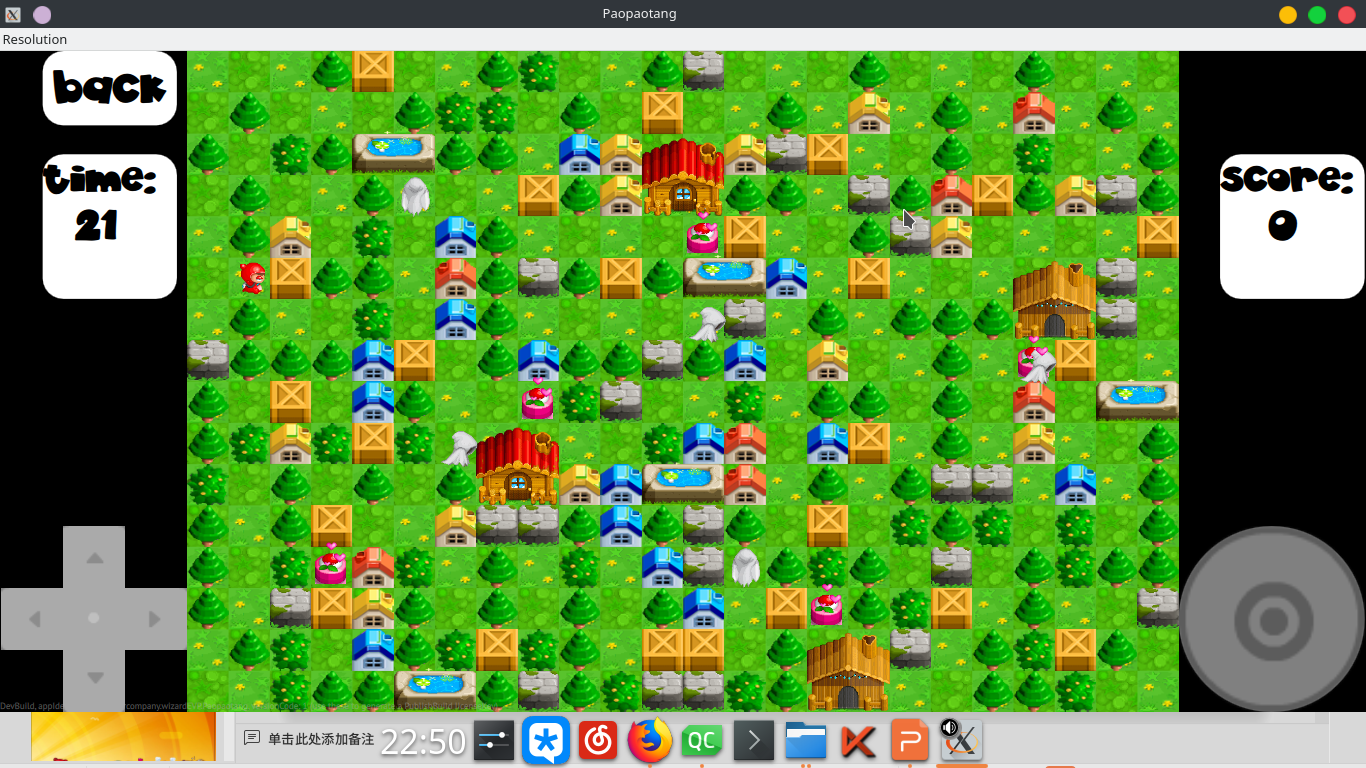 Paopaotang
Resolution
back
time:
21
score:
0
单击此处添加备注
22:50
QC